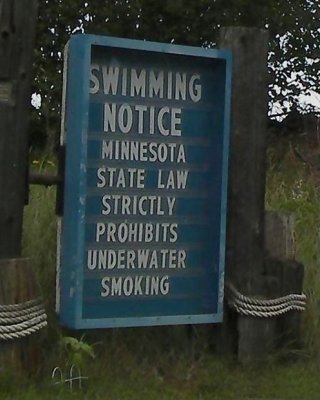 SWIMMING
NOTICE
MINNESOTA
STATE LAW
STRICTLY
PROHIBITS
UNDERWATER
SMOKING